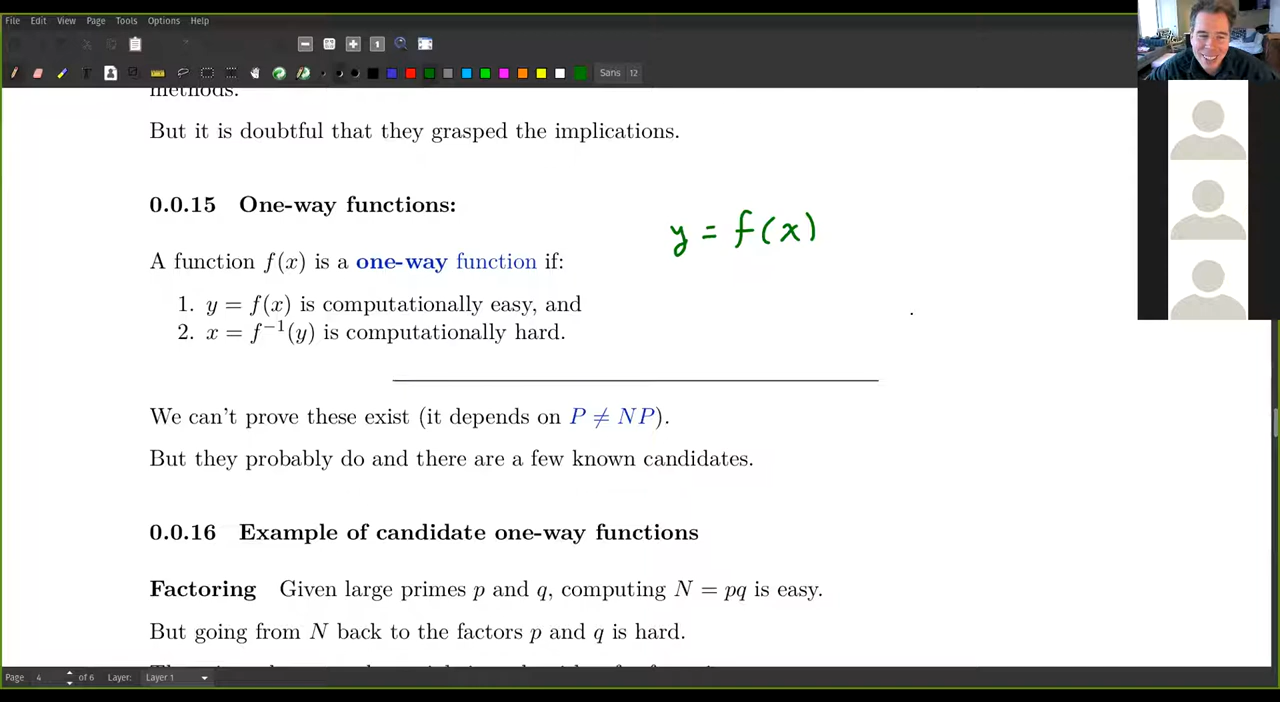 File Edit View Page Tools Options Help
Sans 12
methods.
But it is doubtful that they grasped the implications.
0.0.15 One-way functions:
y = f(x)
A function f(x) is a one-way function if:
1. y = f(x) is computationally easy, and
2. x = f⁻¹(y) is computationally hard.
We can't prove these exist (it depends on P ≠ NP).
But they probably do and there are a few known candidates.
0.0.16 Example of candidate one-way functions
Factoring Given large primes p and q, computing N = pq is easy.
But going from N back to the factors p and q is hard.
Page 4 of 6 Layer: Layer 1